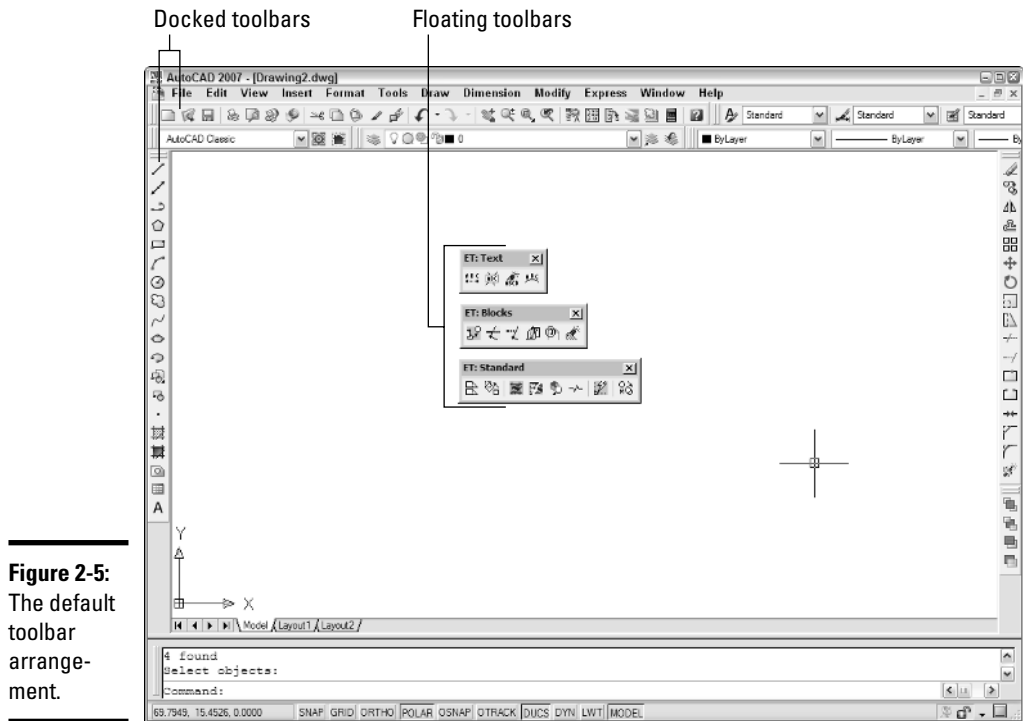 Docked toolbars Floating toolbars
AutoCAD 2007 - [Drawing2.dwg]
File Edit View Insert Format Tools Draw Dimension Modify Express Window Help
Standard Standard Standard
AutoCAD Classic 0 ByLayer ByLayer
ET: Text
ET: Blocks
ET: Standard
A
Y
X
Model Layout1 Layout2
4 found
Select objects:
Command:
69.7949, 15.4526, 0.0000 SNAP GRID ORTHO POLAR OSNAP OTRACK DUCS DYN LWT MODEL
Figure 2-5:
The default
toolbar
arrange-
ment.